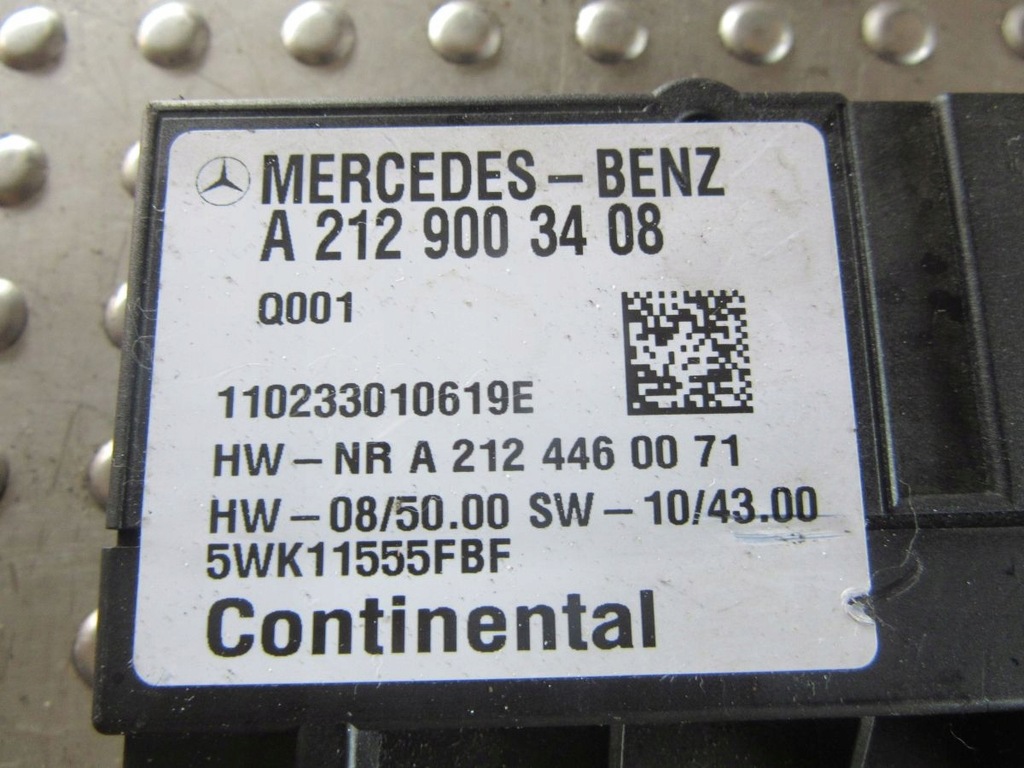 MERCEDES-BENZ
A 212 900 34 08
Q001
110233010619E
HW-NR A 212 446 00 71
HW-08/50.00 SW-10/43.00
5WK11555FBF
Continental